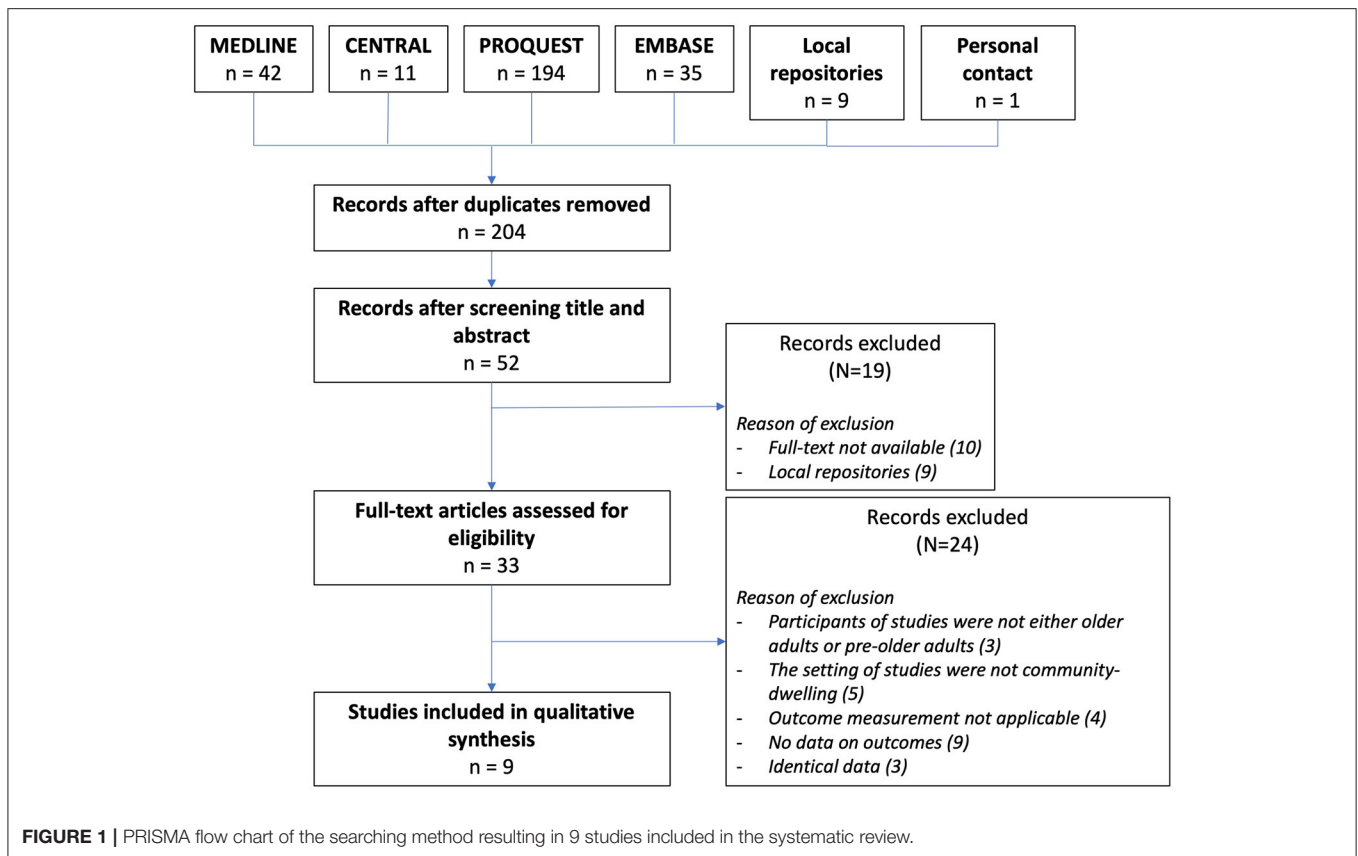 MEDLINE
n = 42
CENTRAL
n = 11
PROQUEST
n = 194
EMBASE
n = 35
Local
repositories
n = 9
Personal
contact
n = 1
Records after duplicates removed
n = 204
Records after screening title and
abstract
n = 52
Records excluded
(N=19)
Reason of exclusion
- Full-text not available (10)
- Local repositories (9)
Full-text articles assessed for
eligibility
n = 33
Records excluded
(N=24)
Reason of exclusion
- Participants of studies were not either older
adults or pre-older adults (3)
- The setting of studies were not community-
dwelling (5)
- Outcome measurement not applicable (4)
- No data on outcomes (9)
- Identical data (3)
Studies included in qualitative
synthesis
n = 9
FIGURE 1 | PRISMA flow chart of the searching method resulting in 9 studies included in the systematic review.